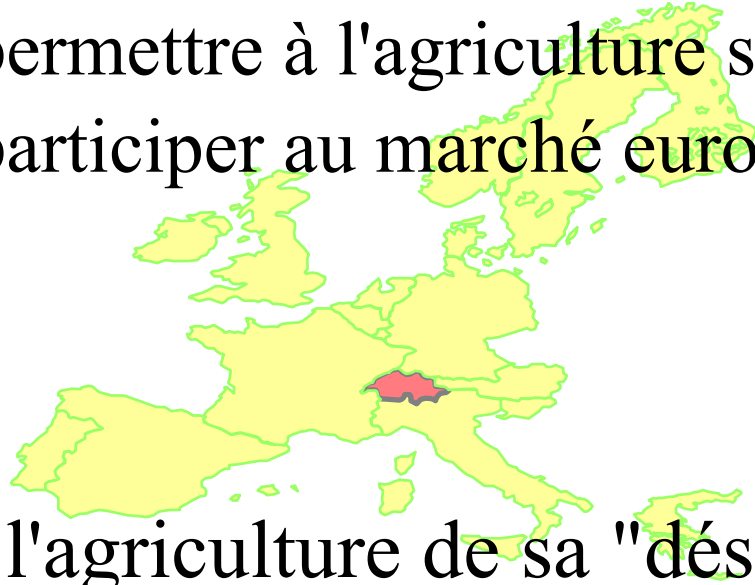 permettre à l'agriculture s
participer au marché euro
l'agriculture de sa "dés